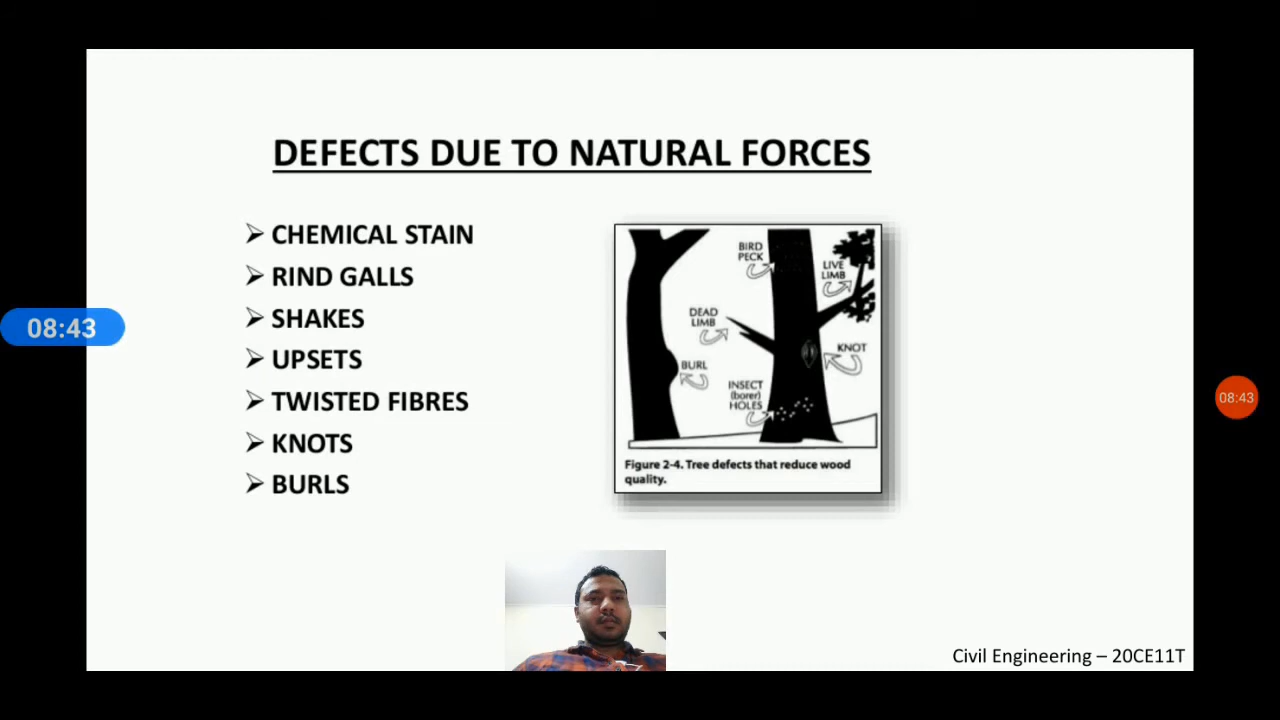 DEFECTS DUE TO NATURAL FORCES
CHEMICAL STAIN
RIND GALLS
SHAKES
UPSETS
TWISTED FIBRES
KNOTS
BURLS
BIRD
PECK
LIVE
LIMB
DEAD
LIMB
KNOT
BURL
INSECT
(borer)
HOLES
Figure 2-4. Tree defects that reduce wood
quality.
08:43
08:43
Civil Engineering – 20CE11T